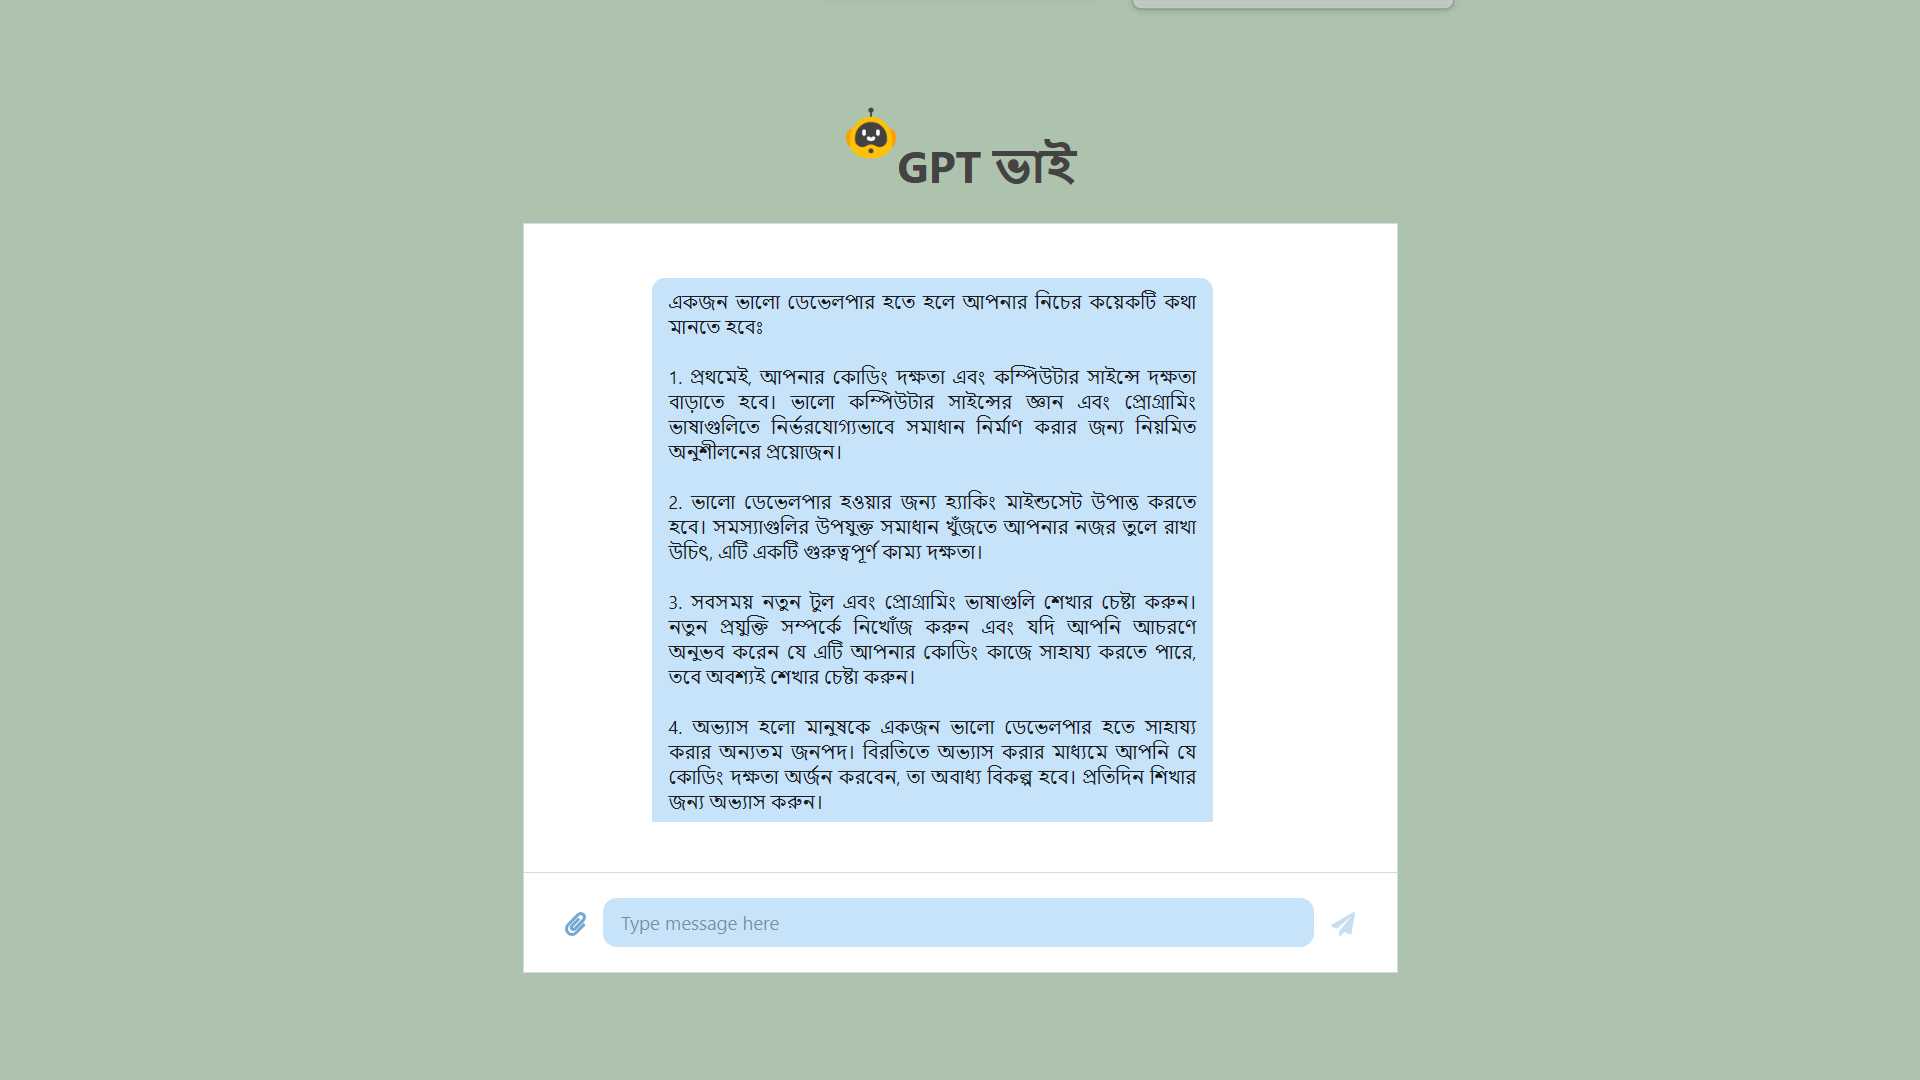 GPT ভাই
একজন ভালো ডেভেলপার হতে হলে আপনার নিচের কয়েকটি কথা
মানতে হবেঃ
1. প্রথমেই, আপনার কোডিং দক্ষতা এবং কম্পিউটার সাইন্সে দক্ষতা
বাড়াতে হবে। ভালো কম্পিউটার সাইন্সের জ্ঞান এবং প্রোগ্রামিং
ভাষাগুলিতে নির্ভরযোগ্যভাবে সমাধান নির্মাণ করার জন্য নিয়মিত
অনুশীলনের প্রয়োজন।
2. ভালো ডেভেলপার হওয়ার জন্য হ্যাকিং মাইন্ডসেট উপাত্ত করতে
হবে। সমস্যাগুলির উপযুক্ত সমাধান খুঁজতে আপনার নজর তুলে রাখা
উচিৎ, এটি একটি গুরুত্বপূর্ণ কাম্য দক্ষতা।
3. সবসময় নতুন টুল এবং প্রোগ্রামিং ভাষাগুলি শেখার চেষ্টা করুন।
নতুন প্রযুক্তি সম্পর্কে নিখোঁজ করুন এবং যদি আপনি আচরণে
অনুভব করেন যে এটি আপনার কোডিং কাজে সাহায্য করতে পারে,
তবে অবশ্যই শেখার চেষ্টা করুন।
4. অভ্যাস হলো মানুষকে একজন ভালো ডেভেলপার হতে সাহায্য
করার অন্যতম জনপদ। বিরতিতে অভ্যাস করার মাধ্যমে আপনি যে
কোডিং দক্ষতা অর্জন করবেন, তা অবাধ্য বিকল্প হবে। প্রতিদিন শিখার
জন্য অভ্যাস করুন।
Type message here